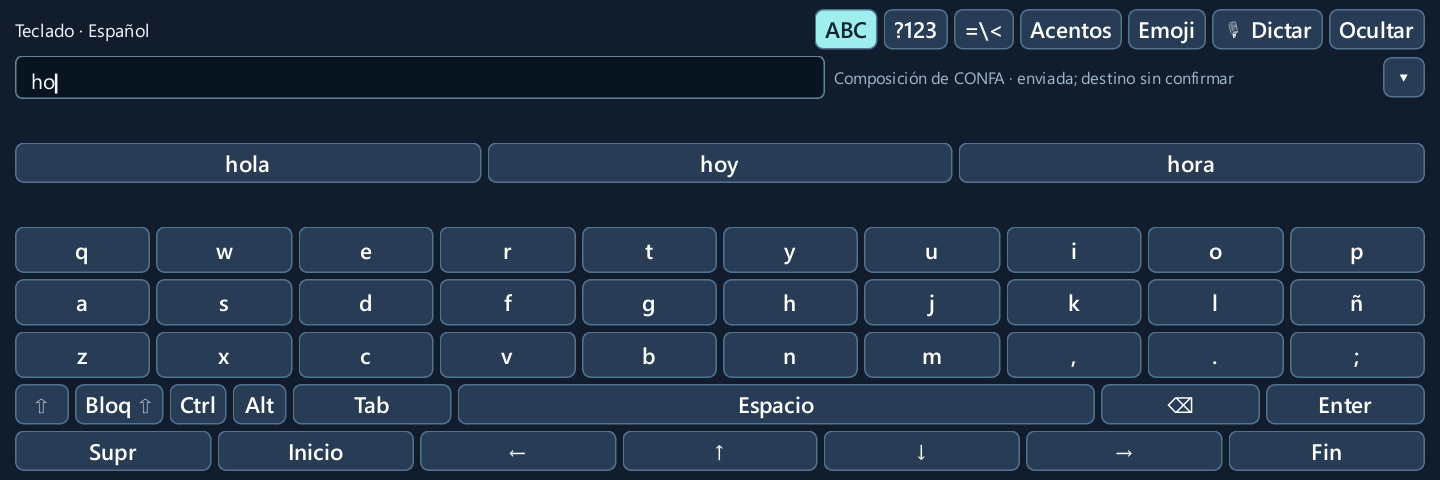 Teclado · Español ABC ?123 =\< Acentos Emoji 🎙 Dictar Ocultar
ho Composición de CONFA · enviada; destino sin confirmar ▾
hola hoy hora
q w e r t y u i o p
a s d f g h j k l ñ
z x c v b n m , . ;
⇧ Bloq ⇧ Ctrl Alt Tab Espacio ⌫ Enter
Supr Inicio ← ↑ ↓ → Fin